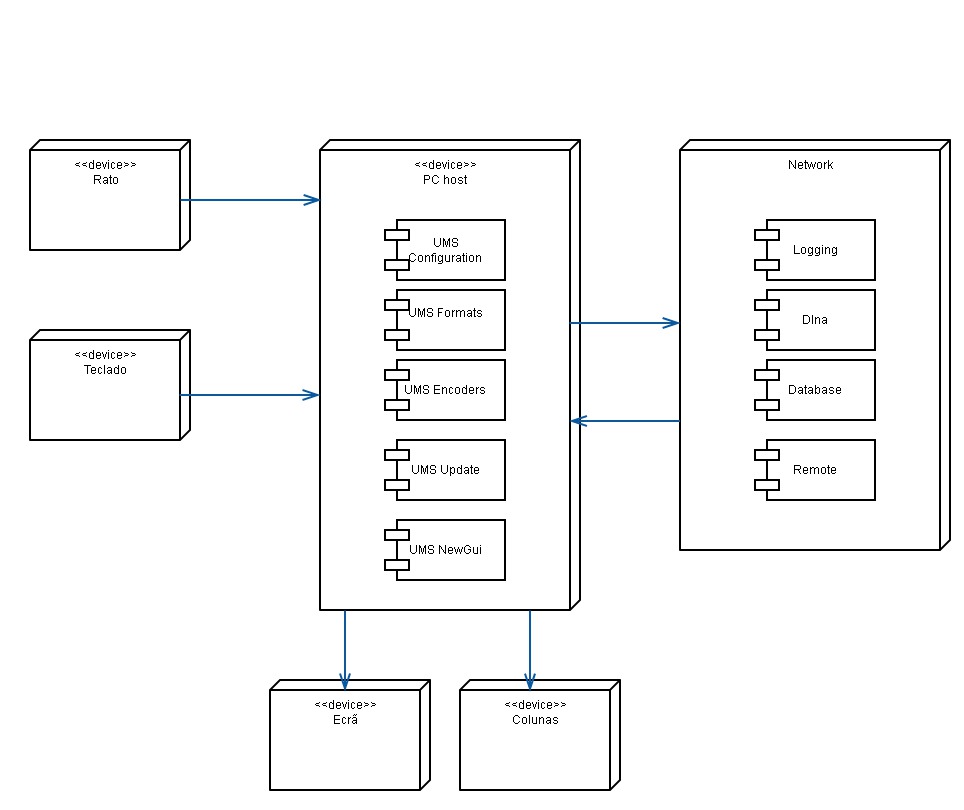 <<device>>
Rato
<<device>>
Teclado
<<device>>
PC host
UMS
Configuration
UMS Formats
UMS Encoders
UMS Update
UMS NewGui
Network
Logging
Dlna
Database
Remote
<<device>>
Ecrã
<<device>>
Colunas